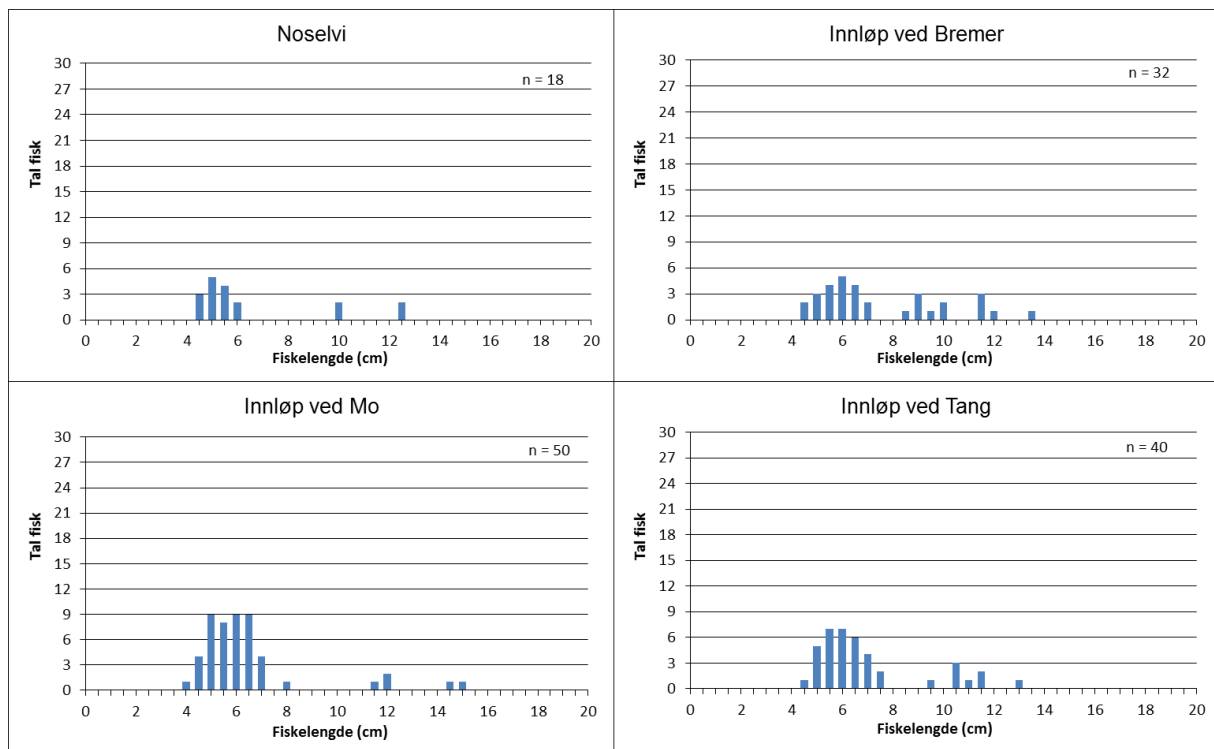 Noselvi
n = 18
Tal fisk
30
27
24
21
18
15
12
9
6
3
0
0 2 4 6 8 10 12 14 16 18 20
Fiskelengde (cm)
Innløp ved Bremer
n = 32
Tal fisk
30
27
24
21
18
15
12
9
6
3
0
0 2 4 6 8 10 12 14 16 18 20
Fiskelengde (cm)
Innløp ved Mo
n = 50
Tal fisk
30
27
24
21
18
15
12
9
6
3
0
0 2 4 6 8 10 12 14 16 18 20
Fiskelengde (cm)
Innløp ved Tang
n = 40
Tal fisk
30
27
24
21
18
15
12
9
6
3
0
0 2 4 6 8 10 12 14 16 18 20
Fiskelengde (cm)